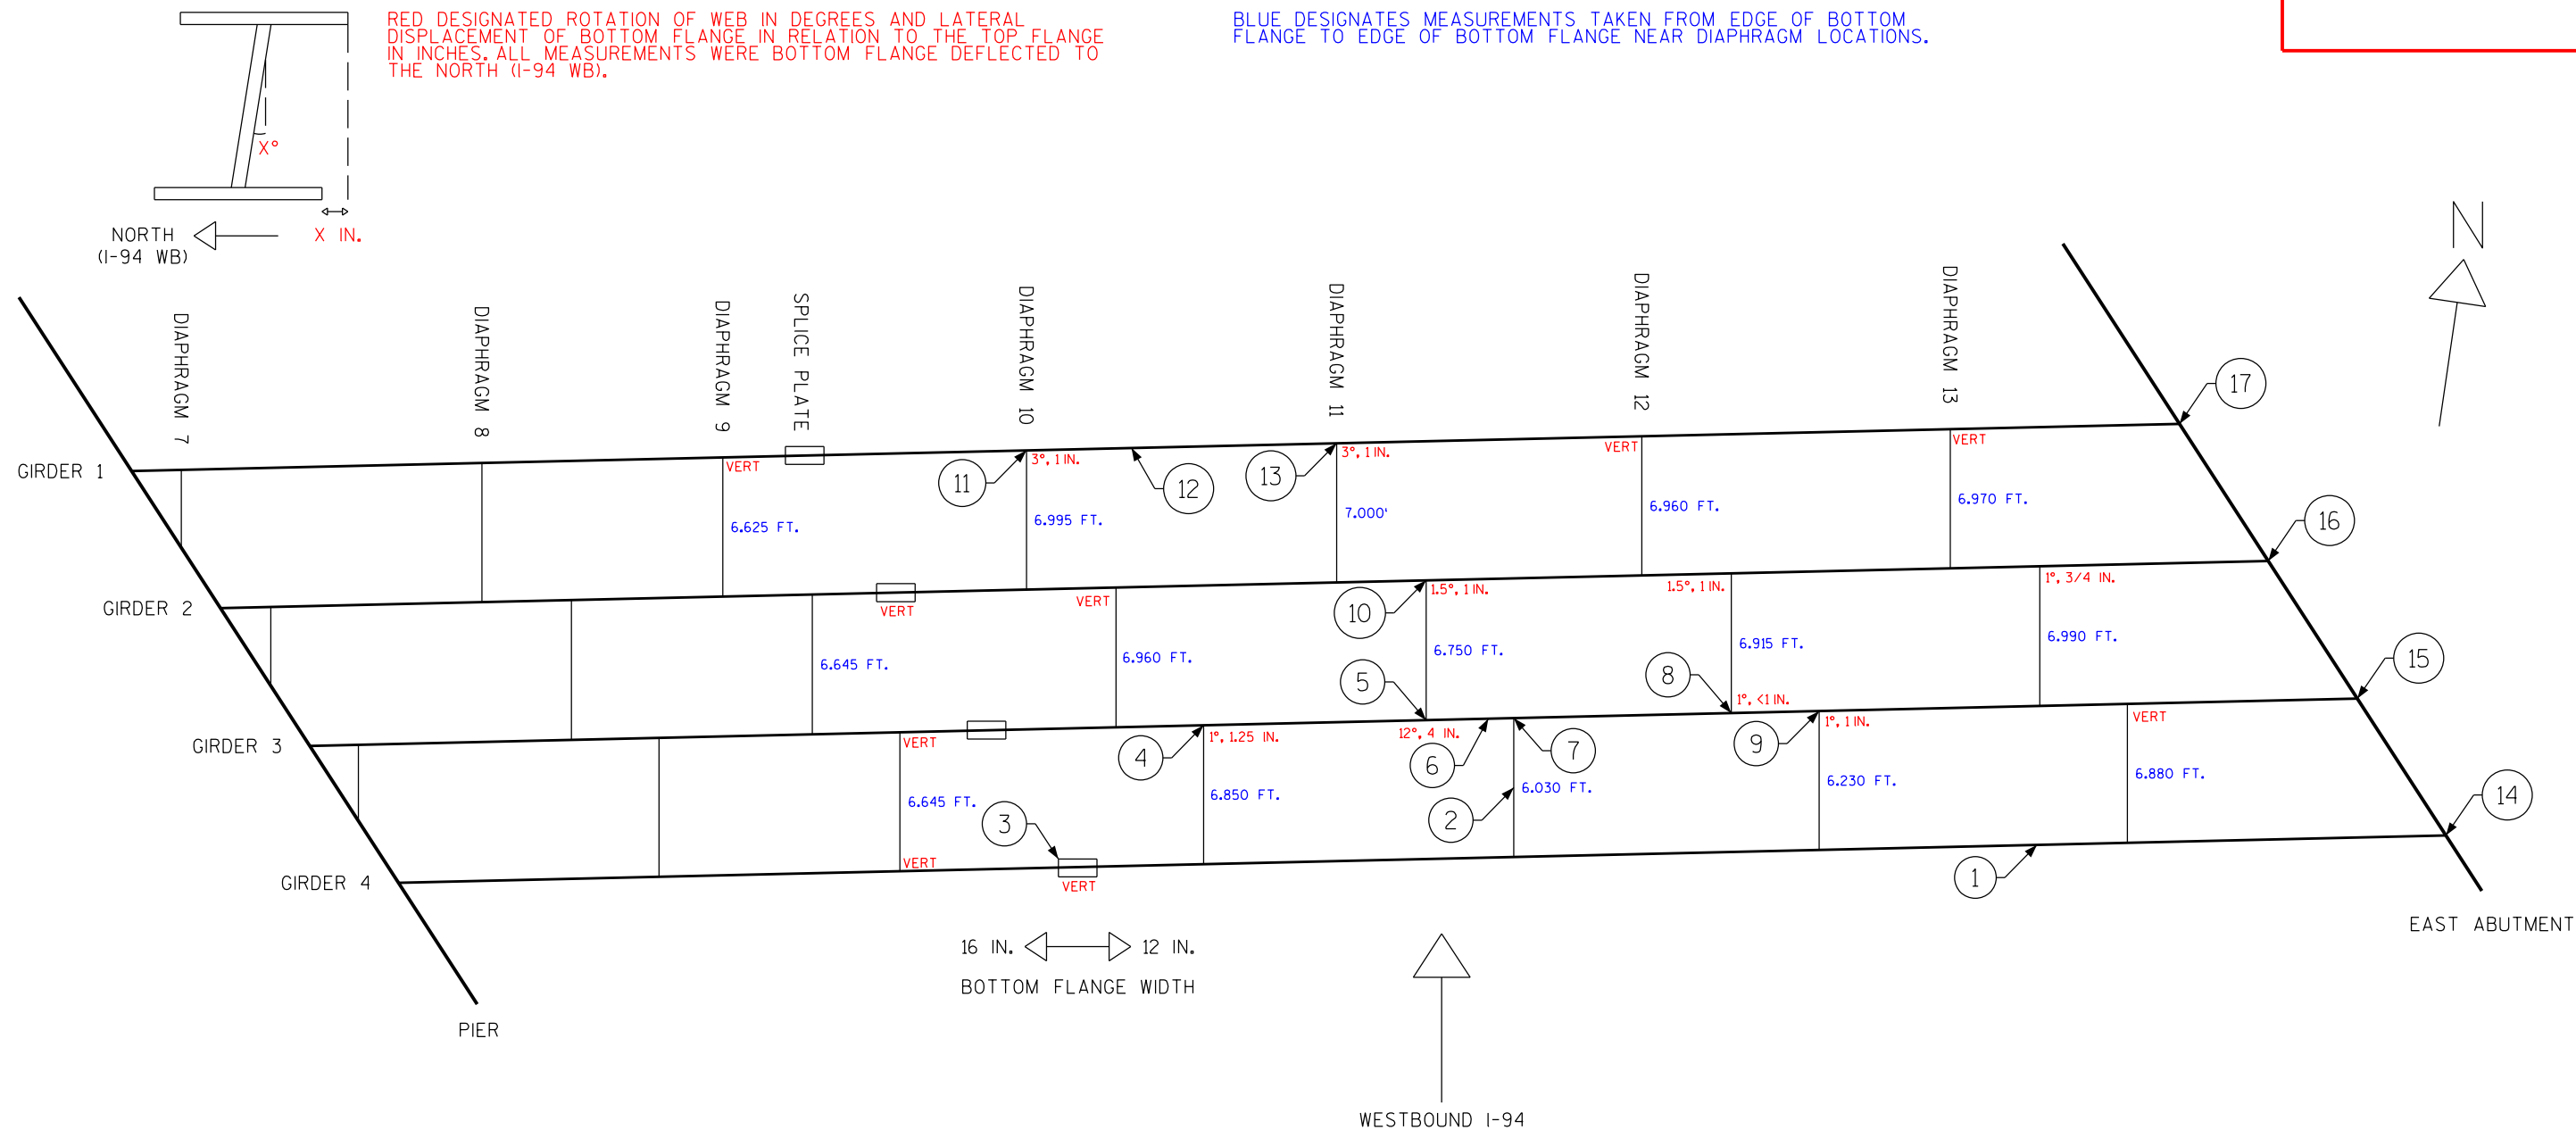 RED DESIGNATED ROTATION OF WEB IN DEGREES AND LATERAL
DISPLACEMENT OF BOTTOM FLANGE IN RELATION TO THE TOP FLANGE
IN INCHES. ALL MEASUREMENTS WERE BOTTOM FLANGE DEFLECTED TO
THE NORTH (I-94 WB).
BLUE DESIGNATES MEASUREMENTS TAKEN FROM EDGE OF BOTTOM
FLANGE TO EDGE OF BOTTOM FLANGE NEAR DIAPHRAGM LOCATIONS.
X°
NORTH
(I-94 WB)
X IN.
N
DIAPHRAGM 7
DIAPHRAGM 8
DIAPHRAGM 9
SPLICE PLATE
DIAPHRAGM 10
DIAPHRAGM 11
DIAPHRAGM 12
DIAPHRAGM 13
17
GIRDER 1
VERT
11
3°, 1 IN.
12
13
3°, 1 IN.
VERT
VERT
6.625 FT.
6.995 FT.
7.000'
6.960 FT.
6.970 FT.
16
GIRDER 2
VERT
VERT
10
1.5°, 1 IN.
1.5°, 1 IN.
1°, 3/4 IN.
6.645 FT.
6.960 FT.
6.750 FT.
6.915 FT.
6.990 FT.
5
8
1°, <1 IN.
15
GIRDER 3
VERT
4
1°, 1.25 IN.
12°, 4 IN.
6
7
9
1°, 1 IN.
VERT
6.645 FT.
6.850 FT.
6.030 FT.
6.230 FT.
6.880 FT.
3
2
14
GIRDER 4
VERT
VERT
1
16 IN.
12 IN.
BOTTOM FLANGE WIDTH
EAST ABUTMENT
PIER
WESTBOUND I-94